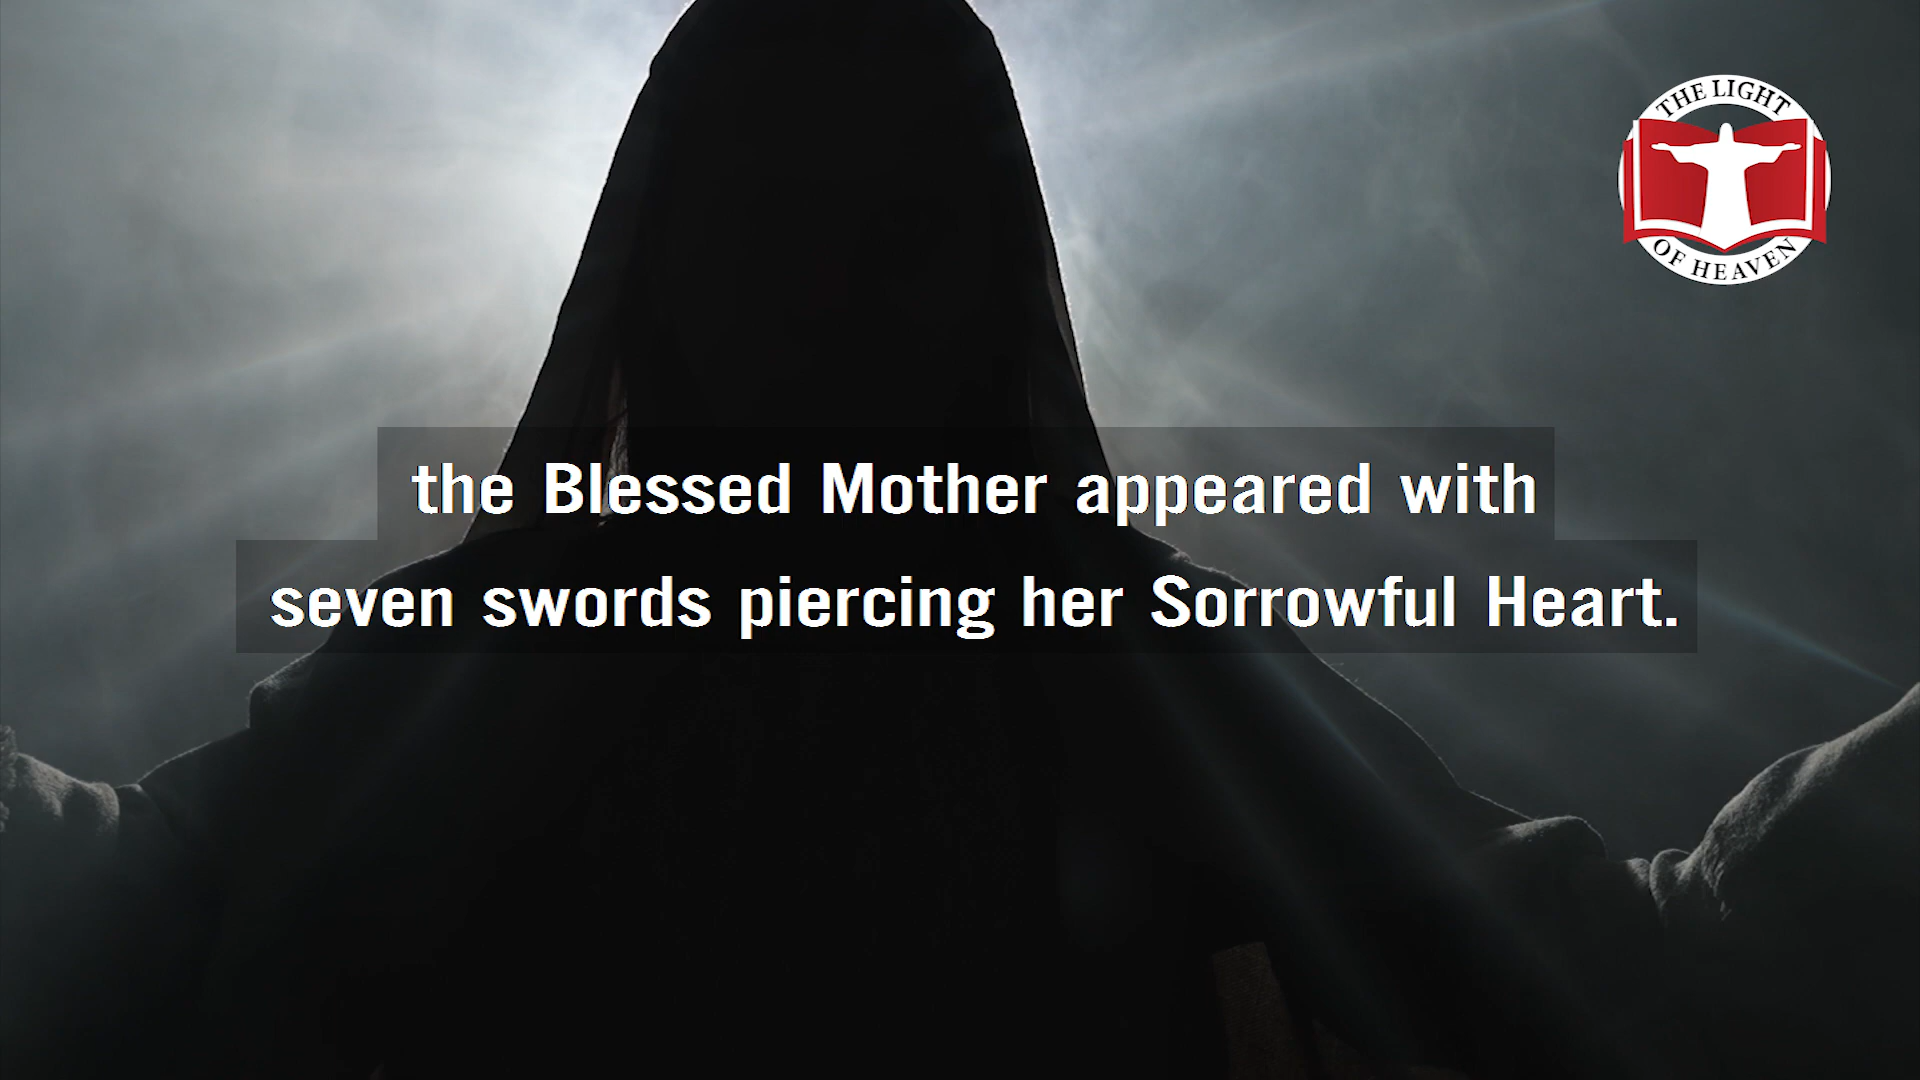 THE LIGHT
OF HEAVEN
the Blessed Mother appeared with
seven swords piercing her Sorrowful Heart.